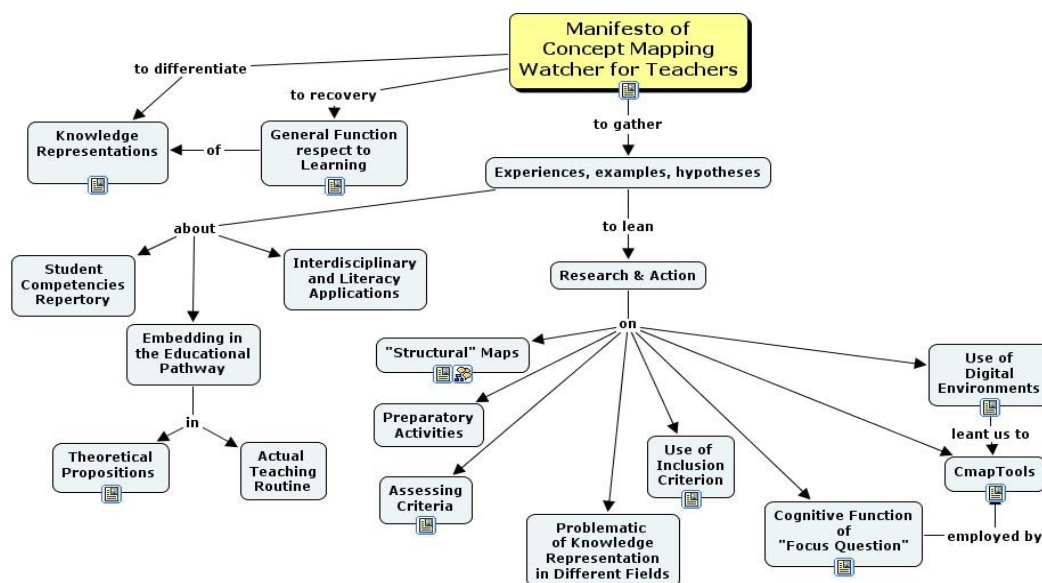 Manifesto of
Concept Mapping
Watcher for Teachers
to differentiate
to recovery
to gather
Knowledge
Representations
of
General Function
respect to
Learning
Experiences, examples, hypotheses
about
to lean
Student
Competencies
Repertory
Interdisciplinary
and Literacy
Applications
Research & Action
Embedding in
the Educational
Pathway
on
"Structural" Maps
Use of
Digital
Environments
in
Preparatory
Activities
leant us to
Theoretical
Propositions
Actual
Teaching
Routine
Use of
Inclusion
Criterion
CmapTools
Assessing
Criteria
Problematic
of Knowledge
Representation
in Different Fields
Cognitive Function
of
"Focus Question"
employed by